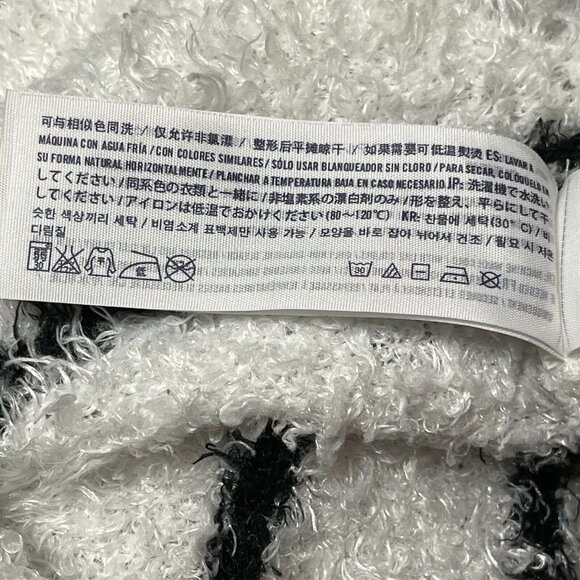 可与相似色同洗 / 仅允许非氯漂 / 整形后平摊晾干 / 如果需要可低温熨烫 ES: LAVAR A
MÁQUINA CON AGUA FRÍA / CON COLORES SIMILARES / SÓLO USAR BLANQUEADOR SIN CLORO / PARA SECAR, COLÓQUELO EN
SU FORMA NATURAL HORIZONTALMENTE / PLANCHAR A TEMPERATURA BAJA EN CASO NECESARIO JP: 洗濯機で水洗い
してください / 同系色の衣類と一緒に / 非塩素系の漂白剤のみ / 形を整え、平らにして干
してください / アイロンは低温でおかけください (80～120℃) KR: 찬물에 세탁(30°C) / 비
슷한 색상끼리 세탁 / 비염소계 표백제만 사용 가능 / 모양을 바로 잡아 뉘어서 건조 / 필요 시 저온
다림질
30 低 30